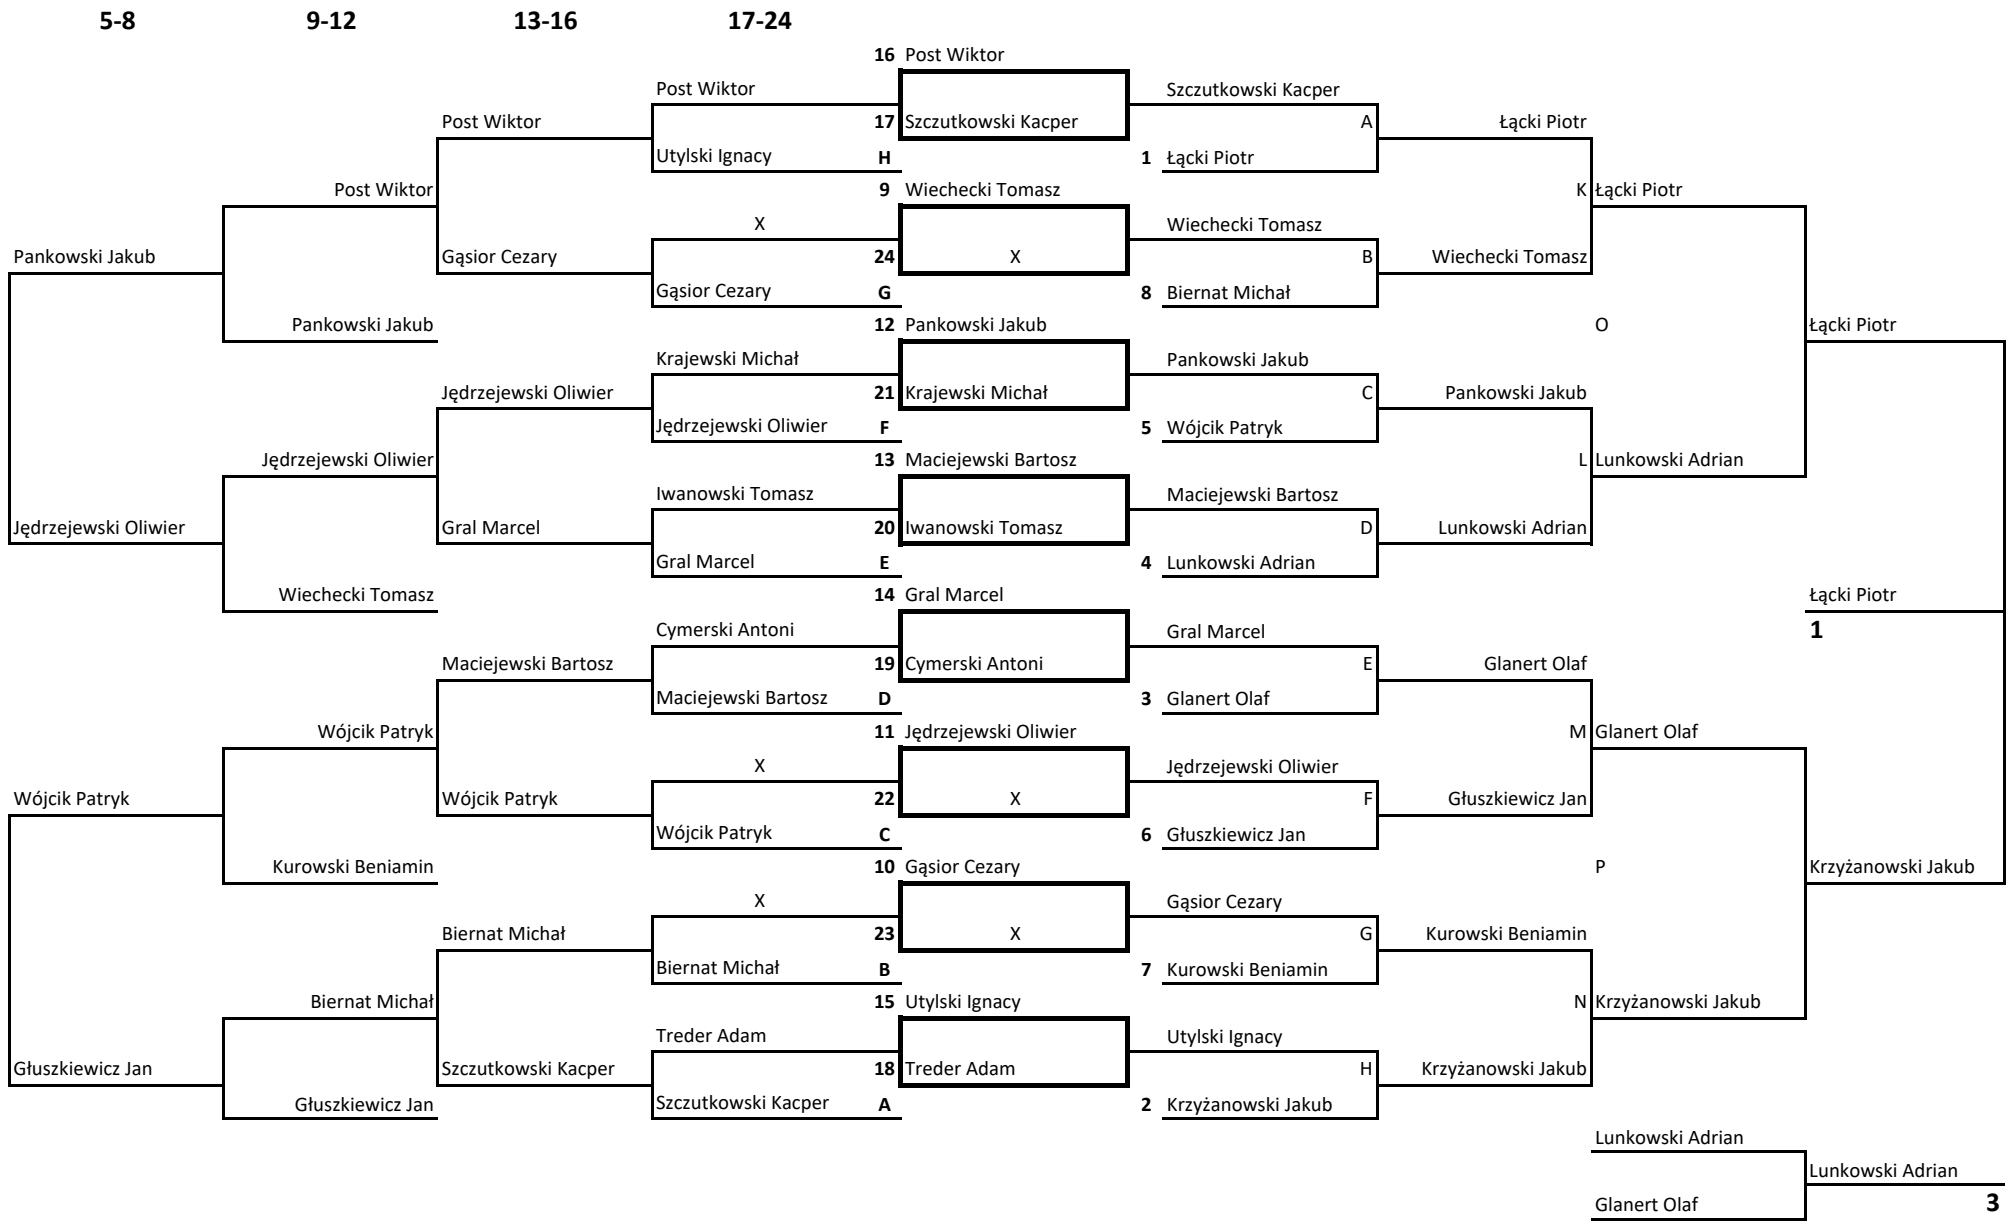 5-8 9-12 13-16 17-24
16 Post Wiktor
Post Wiktor Szczutkowski Kacper
Post Wiktor 17 Szczutkowski Kacper A Łącki Piotr
Utylski Ignacy H 1 Łącki Piotr
Post Wiktor 9 Wiechecki Tomasz K Łącki Piotr
X Wiechecki Tomasz
Pankowski Jakub Gąsior Cezary 24 X B Wiechecki Tomasz
Gąsior Cezary G 8 Biernat Michał
Pankowski Jakub 12 Pankowski Jakub O Łącki Piotr
Krajewski Michał Pankowski Jakub
Jędrzejewski Oliwier 21 Krajewski Michał C Pankowski Jakub
Jędrzejewski Oliwier F 5 Wójcik Patryk
Jędrzejewski Oliwier 13 Maciejewski Bartosz L Lunkowski Adrian
Iwanowski Tomasz Maciejewski Bartosz
Jędrzejewski Oliwier Gral Marcel 20 Iwanowski Tomasz D Lunkowski Adrian
Gral Marcel E 4 Lunkowski Adrian
Wiechecki Tomasz 14 Gral Marcel Łącki Piotr
Cymerski Antoni Gral Marcel 1
Maciejewski Bartosz 19 Cymerski Antoni E Glanert Olaf
Maciejewski Bartosz D 3 Glanert Olaf
Wójcik Patryk 11 Jędrzejewski Oliwier M Glanert Olaf
X Jędrzejewski Oliwier
Wójcik Patryk Wójcik Patryk 22 X F Głuszkiewicz Jan
Wójcik Patryk C 6 Głuszkiewicz Jan
Kurowski Beniamin 10 Gąsior Cezary P Krzyżanowski Jakub
X Gąsior Cezary
Biernat Michał 23 X G Kurowski Beniamin
Biernat Michał B 7 Kurowski Beniamin
Biernat Michał 15 Utylski Ignacy N Krzyżanowski Jakub
Treder Adam Utylski Ignacy
Głuszkiewicz Jan Szczutkowski Kacper 18 Treder Adam H Krzyżanowski Jakub
Głuszkiewicz Jan Szczutkowski Kacper A 2 Krzyżanowski Jakub
Lunkowski Adrian
Lunkowski Adrian
Glanert Olaf 3